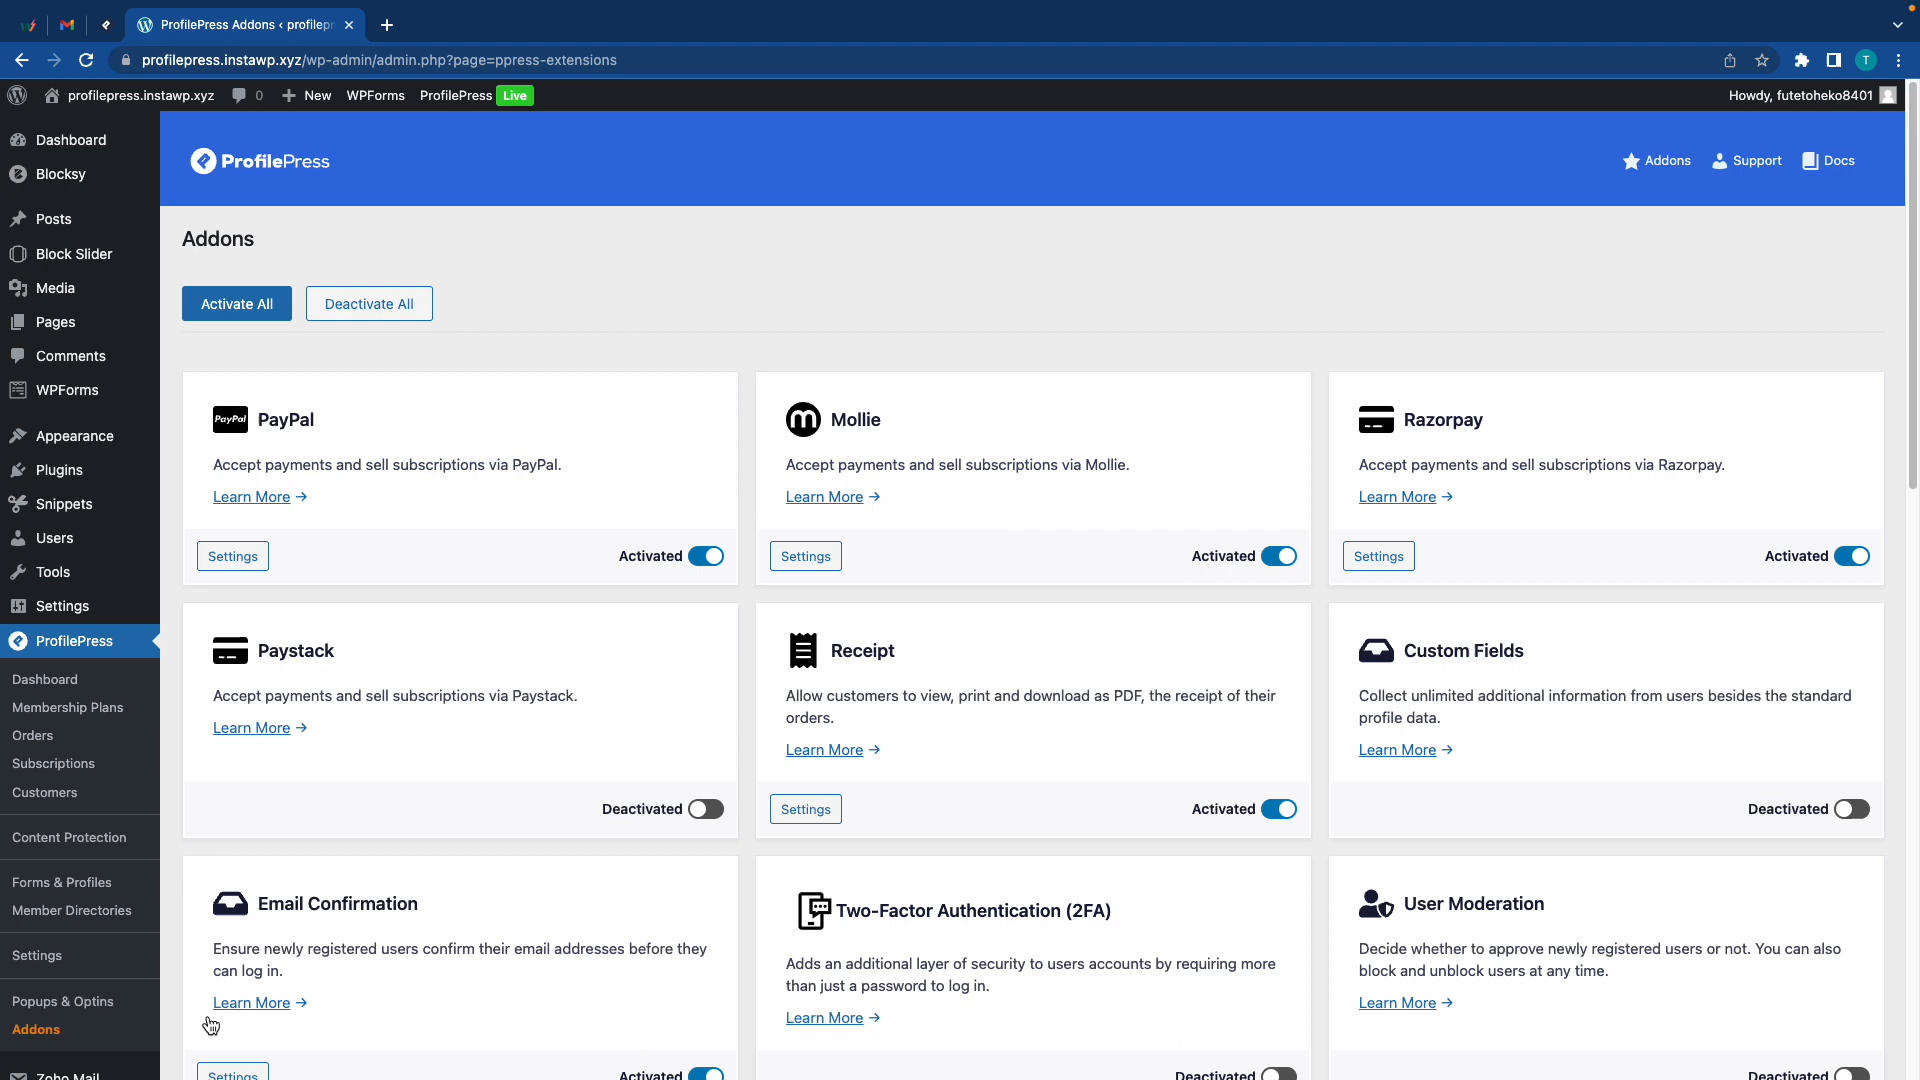 ProfilePress Addons ‹ profilepr
profilepress.instawp.xyz/wp-admin/admin.php?page=ppress-extensions
profilepress.instawp.xyz 0 New WPForms ProfilePress Live Howdy, futetoheko8401
Dashboard
Blocksy
Posts
Block Slider
Media
Pages
Comments
WPForms
Appearance
Plugins
Snippets
Users
Tools
Settings
ProfilePress
Dashboard
Membership Plans
Orders
Subscriptions
Customers
Content Protection
Forms & Profiles
Member Directories
Settings
Popups & Optins
Addons
Zoho Mail
ProfilePress
Addons Support Docs
Addons
Activate All Deactivate All
PayPal PayPal
Accept payments and sell subscriptions via PayPal.
Learn More →
Settings Activated
Mollie
Accept payments and sell subscriptions via Mollie.
Learn More →
Settings Activated
Razorpay
Accept payments and sell subscriptions via Razorpay.
Learn More →
Settings Activated
Paystack
Accept payments and sell subscriptions via Paystack.
Learn More →
Deactivated
Receipt
Allow customers to view, print and download as PDF, the receipt of their
orders.
Learn More →
Settings Activated
Custom Fields
Collect unlimited additional information from users besides the standard
profile data.
Learn More →
Deactivated
Email Confirmation
Ensure newly registered users confirm their email addresses before they
can log in.
Learn More →
Settings Activated
Two-Factor Authentication (2FA)
Adds an additional layer of security to users accounts by requiring more
than just a password to log in.
Learn More →
Deactivated
User Moderation
Decide whether to approve newly registered users or not. You can also
block and unblock users at any time.
Learn More →
Deactivated